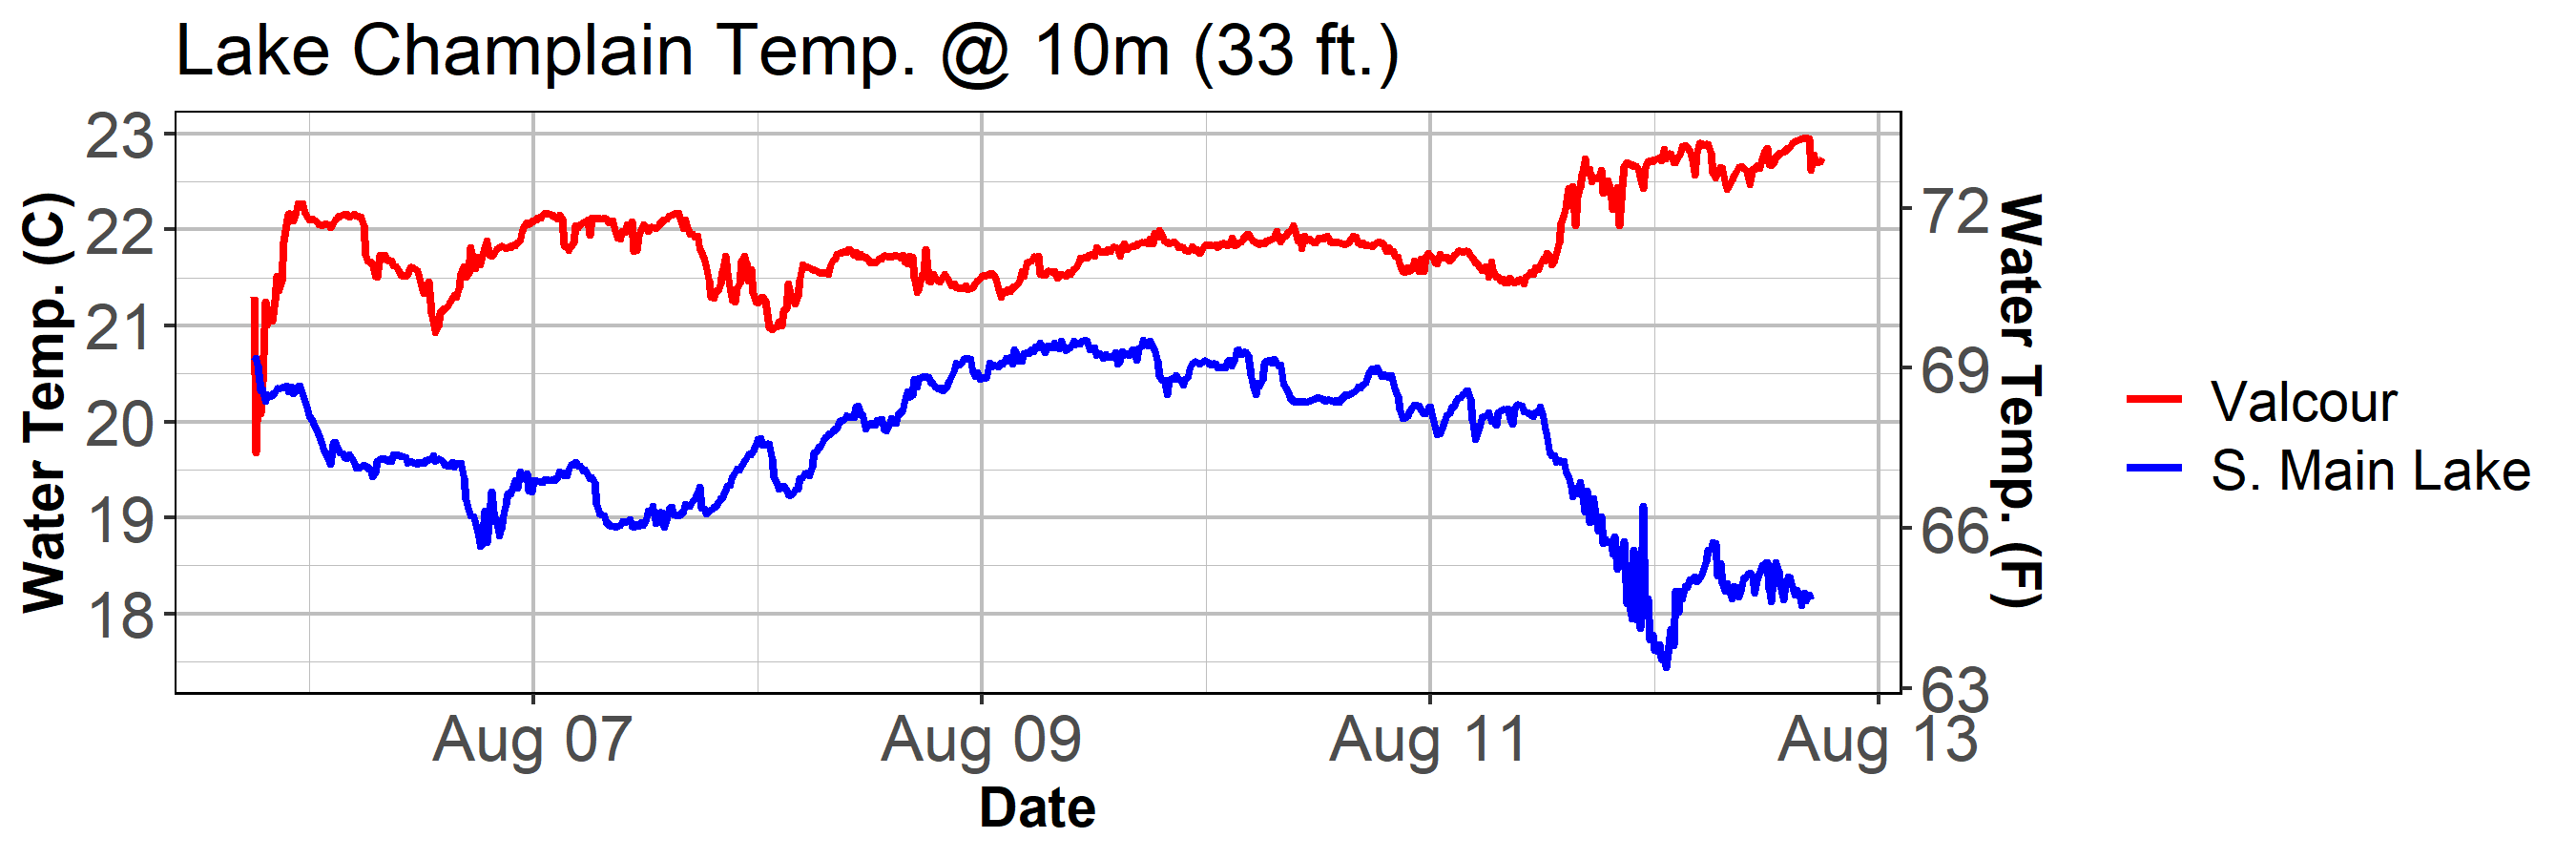 Lake Champlain Temp. @ 10m (33 ft.)
Water Temp. (C)
23
22
21
20
19
18
72
69
66
63
Water Temp. (F)
Aug 07
Aug 09
Aug 11
Aug 13
Date
Valcour
S. Main Lake